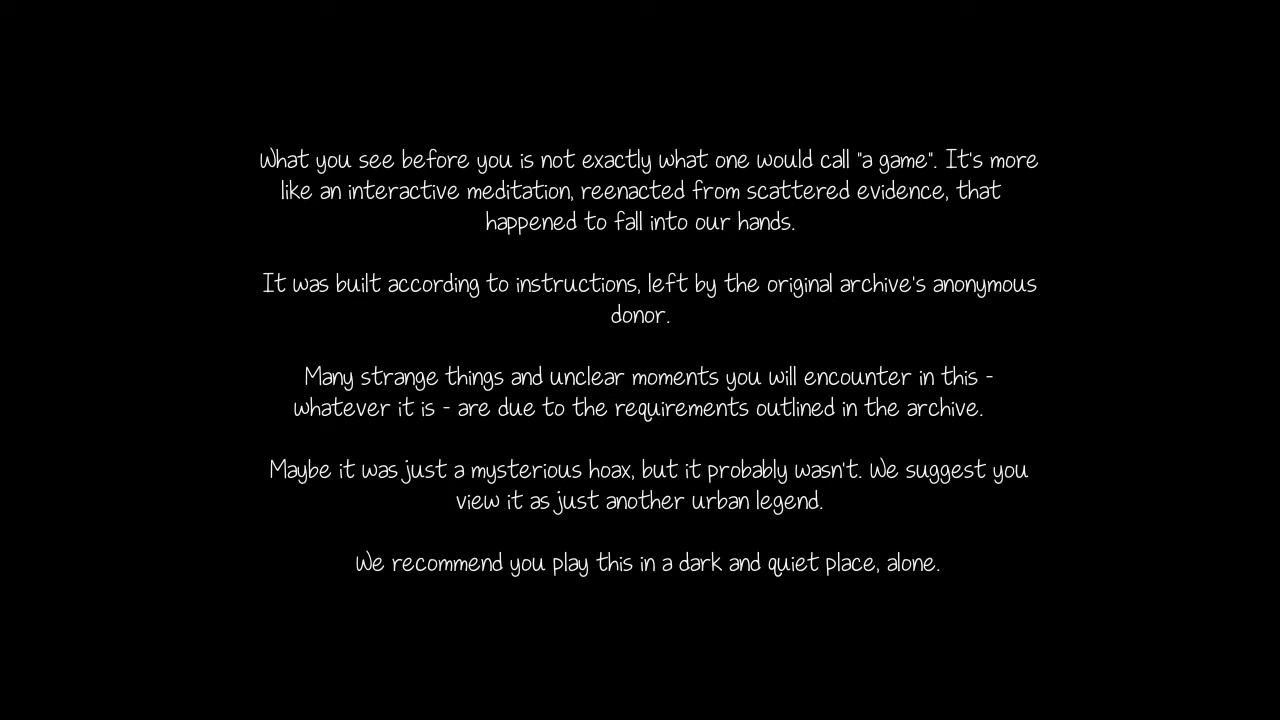 What you see before you is not exactly what one would call "a game". It's more
like an interactive meditation, reenacted from scattered evidence, that
happened to fall into our hands.
It was built according to instructions, left by the original archive's anonymous
donor.
Many strange things and unclear moments you will encounter in this -
whatever it is - are due to the requirements outlined in the archive.
Maybe it was just a mysterious hoax, but it probably wasn't. We suggest you
view it as just another urban legend.
We recommend you play this in a dark and quiet place, alone.